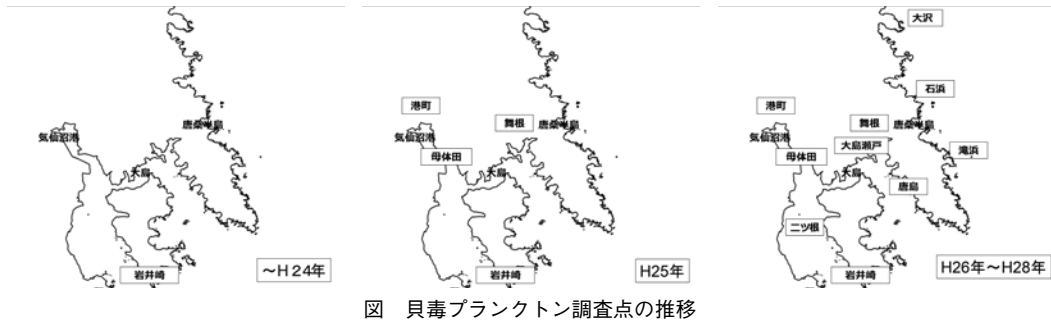 気仙沼港
唐桑半島
大島
岩井崎
～H24年
港町
気仙沼港
母体田
舞根
唐桑半島
大島
岩井崎
H25年
大沢
石浜
港町
気仙沼港
舞根
唐桑半島
母体田
大島瀬戸
滝浜
大島
唐島
二ツ根
岩井崎
H26年～H28年
図　貝毒プランクトン調査点の推移